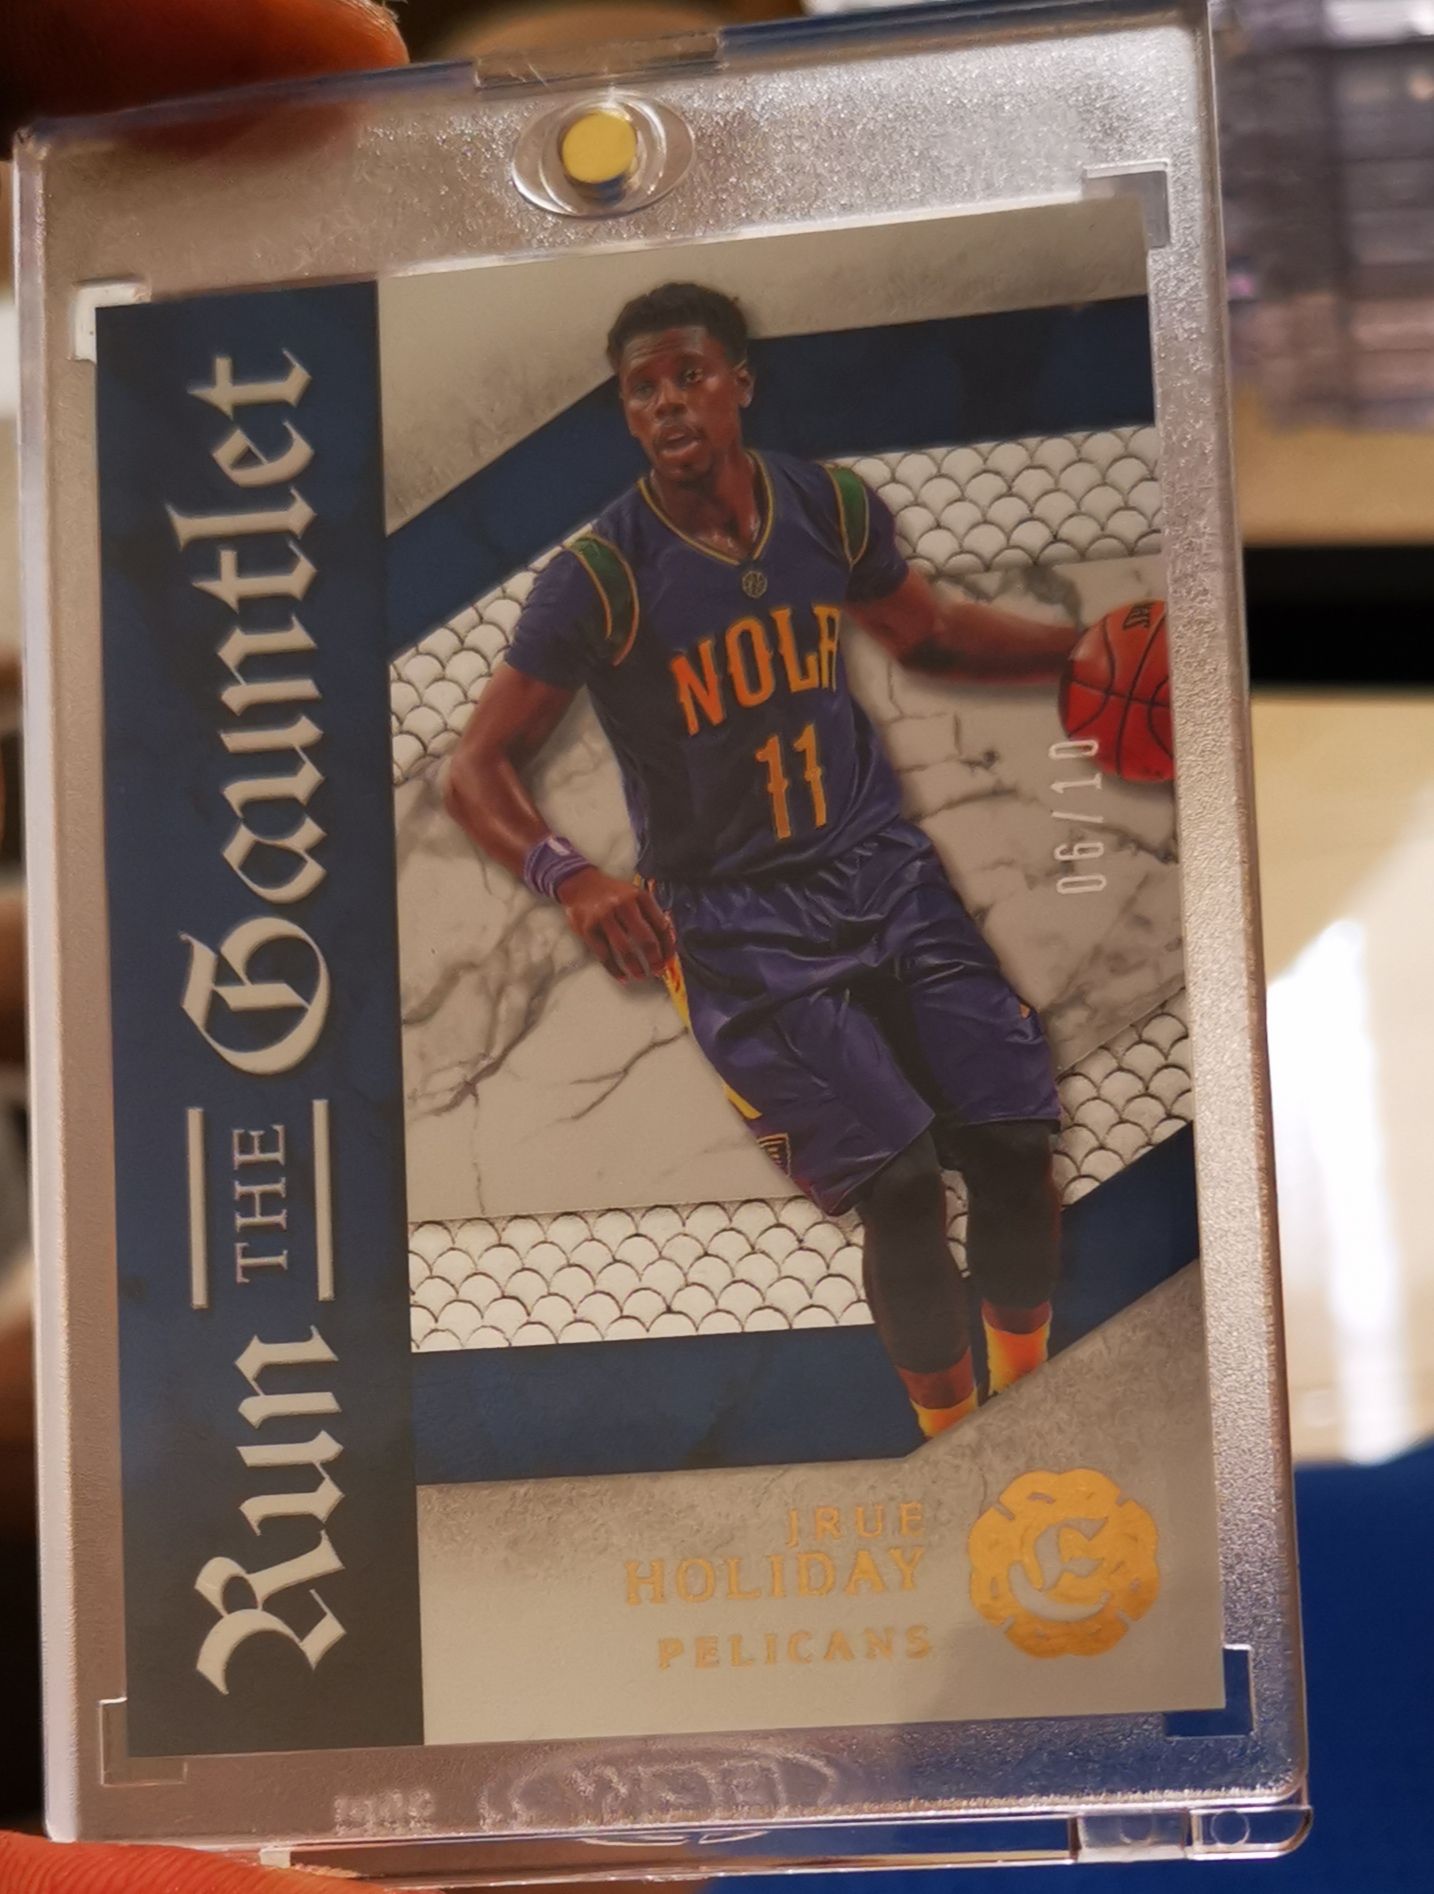 Run THE Gauntlet
NOLA
11
06/10
JRUE
HOLIDAY
PELICANS